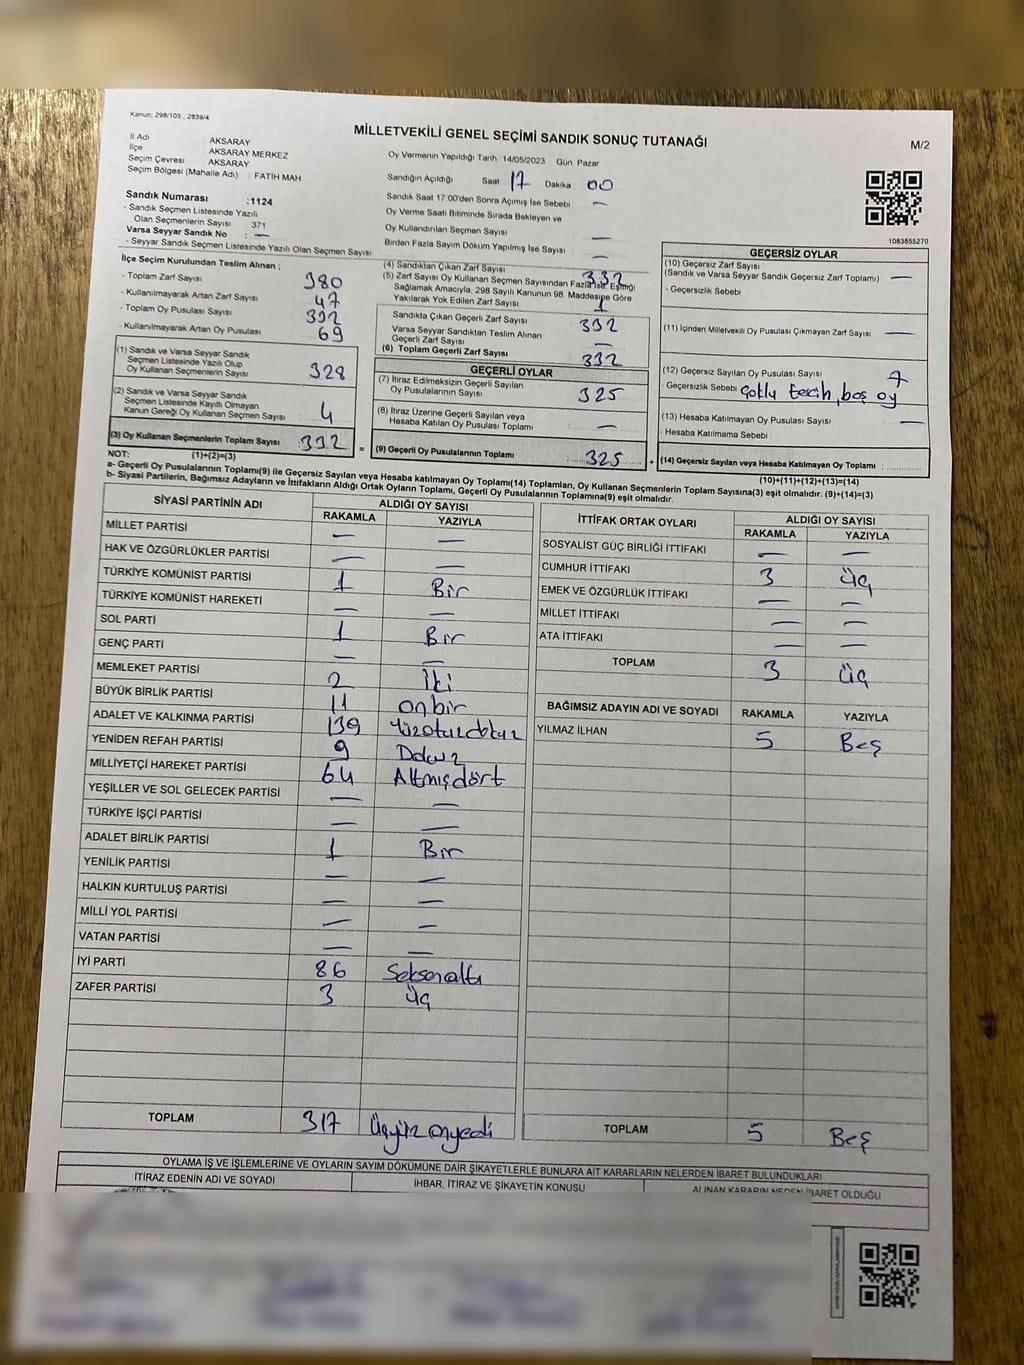 Kanun: 298/105 , 2839/4
MİLLETVEKİLİ GENEL SEÇİMİ SANDIK SONUÇ TUTANAĞI
M/2
İl Adı : AKSARAY
İlçe : AKSARAY MERKEZ
Seçim Çevresi : AKSARAY
Seçim Bölgesi (Mahalle Adı) : FATİH MAH.
Sandık Numarası :1124
- Sandık Seçmen Listesinde Yazılı
Olan Seçmenlerin Sayısı : 371
Varsa Seyyar Sandık No : —
- Seyyar Sandık Seçmen Listesinde Yazılı Olan Seçmen Sayısı
Oy Vermenin Yapıldığı Tarih : 14/05/2023 Gün Pazar
Sandığın Açıldığı Saat 17 Dakika 00
Sandık Saat 17:00'den Sonra Açımış İse Sebebi —
Oy Verme Saati Bitiminde Sırada Bekleyen ve
Oy Kullandırılan Seçmen Sayısı —
Birden Fazla Sayım Döküm Yapılmış İse Sayısı —
1083855270
İlçe Seçim Kurulundan Teslim Alınan ;
- Toplam Zarf Sayısı 380
- Kullanılmayarak Artan Zarf Sayısı 47
- Toplam Oy Pusulası Sayısı 392
- Kullanılmayarak Artan Oy Pusulası 69
(1) Sandık ve Varsa Seyyar Sandık
Seçmen Listesinde Yazılı Olup
Oy Kullanan Seçmenlerin Sayısı : 328
(2) Sandık ve Varsa Seyyar Sandık
Seçmen Listesinde Kayıtlı Olmayan
Kanun Gereği Oy Kullanan Seçmen Sayısı : 4
(3) Oy Kullanan Seçmenlerin Toplam Sayısı : 332
(4) Sandıktan Çıkan Zarf Sayısı : 332
(5) Zarf Sayısı Oy Kullanan Seçmen Sayısından Fazla İse, Eşitliği
Sağlamak Amacıyla, 298 Sayılı Kanunun 98. Maddesine Göre
Yakılarak Yok Edilen Zarf Sayısı : 1
Sandıkta Çıkan Geçerli Zarf Sayısı 332
Varsa Seyyar Sandıktan Teslim Alınan
Geçerli Zarf Sayısı —
(6) Toplam Geçerli Zarf Sayısı 332
GEÇERLİ OYLAR
(7) İtiraz Edilmeksizin Geçerli Sayılan
Oy Pusulalarının Sayısı : 325
(8) İtiraz Üzerine Geçerli Sayılan veya
Hesaba Katılan Oy Pusulası Toplamı : —
= (9) Geçerli Oy Pusulalarının Toplamı : 325 +
GEÇERSİZ OYLAR
(10) Geçersiz Zarf Sayısı
(Sandık ve Varsa Seyyar Sandık Geçersiz Zarf Toplamı) : —
- Geçersizlik Sebebi
(11) İçinden Milletvekili Oy Pusulası Çıkmayan Zarf Sayısı : —
(12) Geçersiz Sayılan Oy Pusulası Sayısı : 7
- Geçersizlik Sebebi çoklu tecih, boş oy
(13) Hesaba Katılmayan Oy Pusulası Sayısı : —
- Hesaba Katılmama Sebebi
(14) Geçersiz Sayılan veya Hesaba Katılmayan Oy Toplamı : ............
NOT: (1)+(2)=(3) (10)+(11)+(12)+(13)=(14)
a- Geçerli Oy Pusulalarının Toplamı(9) ile Geçersiz Sayılan veya Hesaba Katılmayan Oy Toplamı(14) Toplamları, Oy Kullanan Seçmenlerin Toplam Sayısına(3) eşit olmalıdır. (9)+(14)=(3)
b- Siyasi Partilerin, Bağımsız Adayların ve İttifakların Aldığı Ortak Oyların Toplamı, Geçerli Oy Pusulalarının Toplamına(9) eşit olmalıdır.
SİYASİ PARTİNİN ADI ALDIĞI OY SAYISI
RAKAMLA YAZIYLA
MİLLET PARTİSİ — —
HAK VE ÖZGÜRLÜKLER PARTİSİ — —
TÜRKİYE KOMÜNİST PARTİSİ 1 Bir
TÜRKİYE KOMÜNİST HAREKETİ — —
SOL PARTİ 1 Bir
GENÇ PARTİ — —
MEMLEKET PARTİSİ 2 İki
BÜYÜK BİRLİK PARTİSİ 11 onbir
ADALET VE KALKINMA PARTİSİ 139 Yüzotuzdokuz
YENİDEN REFAH PARTİSİ 9 Dokuz
MİLLİYETÇİ HAREKET PARTİSİ 64 Altmışdört
YEŞİLLER VE SOL GELECEK PARTİSİ — —
TÜRKİYE İŞÇİ PARTİSİ — —
ADALET BİRLİK PARTİSİ 1 Bir
YENİLİK PARTİSİ — —
HALKIN KURTULUŞ PARTİSİ — —
MİLLİ YOL PARTİSİ — —
VATAN PARTİSİ — —
İYİ PARTİ 86 Seksenaltı
ZAFER PARTİSİ 3 Üç
TOPLAM 317 Üçyüz onyedi
İTTİFAK ORTAK OYLARI ALDIĞI OY SAYISI
RAKAMLA YAZIYLA
SOSYALİST GÜÇ BİRLİĞİ İTTİFAKI — —
CUMHUR İTTİFAKI 3 Üç
EMEK VE ÖZGÜRLÜK İTTİFAKI — —
MİLLET İTTİFAKI — —
ATA İTTİFAKI — —
TOPLAM 3 Üç
BAĞIMSIZ ADAYIN ADI VE SOYADI RAKAMLA YAZIYLA
YILMAZ İLHAN 5 Beş
TOPLAM 5 Beş
OYLAMA İŞ VE İŞLEMLERİNE VE OYLARIN SAYIM DÖKÜMÜNE DAİR ŞİKAYETLERLE BUNLARA AİT KARARLARIN NELERDEN İBARET BULUNDUKLARI
İTİRAZ EDENİN ADI VE SOYADI İHBAR, İTİRAZ VE ŞİKAYETİN KONUSU ALINAN KARARIN NEDEN İBARET OLDUĞU